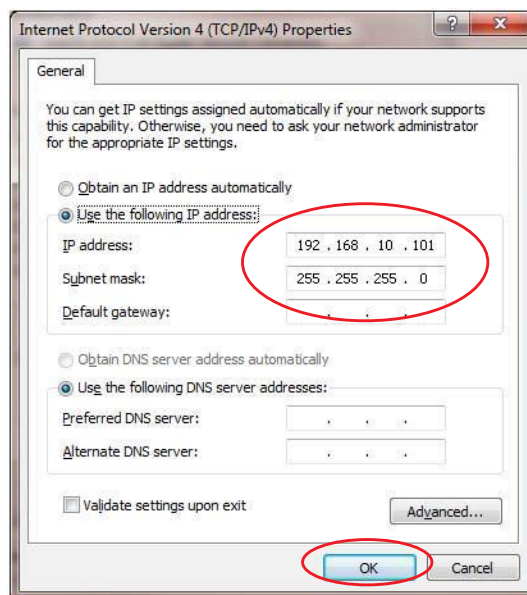 Internet Protocol Version 4 (TCP/IPv4) Properties
General
You can get IP settings assigned automatically if your network supports
this capability. Otherwise, you need to ask your network administrator
for the appropriate IP settings.
Obtain an IP address automatically
Use the following IP address:
IP address: 192 . 168 . 10 . 101
Subnet mask: 255 . 255 . 255 . 0
Default gateway: . . .
Obtain DNS server address automatically
Use the following DNS server addresses:
Preferred DNS server: . . .
Alternate DNS server: . . .
Validate settings upon exit
Advanced...
OK Cancel